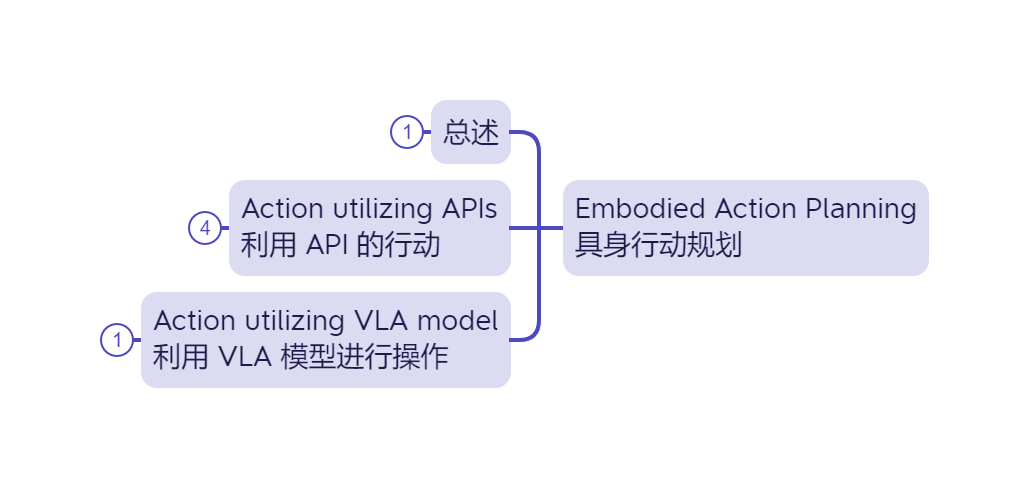 1
总述
4
Action utilizing APIs
利用 API 的行动
Embodied Action Planning
具身行动规划
1
Action utilizing VLA model
利用 VLA 模型进行操作